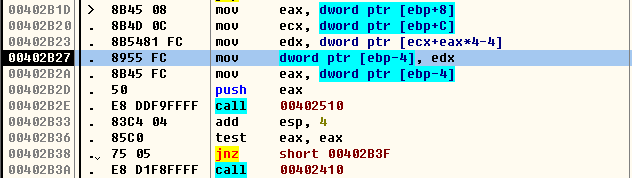 00402B1D > 8B45 08 mov eax, dword ptr [ebp+8]
00402B20 . 8B4D 0C mov ecx, dword ptr [ebp+C]
00402B23 . 8B5481 FC mov edx, dword ptr [ecx+eax*4-4]
00402B27 . 8955 FC mov dword ptr [ebp-4], edx
00402B2A . 8B45 FC mov eax, dword ptr [ebp-4]
00402B2D . 50 push eax
00402B2E . E8 DDF9FFFF call 00402510
00402B33 . 83C4 04 add esp, 4
00402B36 . 85C0 test eax, eax
00402B38 .⌄ 75 05 jnz short 00402B3F
00402B3A . E8 D1F8FFFF call 00402410